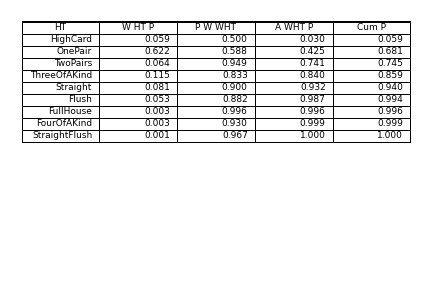 HT W HT P P W WHT A WHT P Cum P
HighCard 0.059 0.500 0.030 0.059
OnePair 0.622 0.588 0.425 0.681
TwoPairs 0.064 0.949 0.741 0.745
ThreeOfAKind 0.115 0.833 0.840 0.859
Straight 0.081 0.900 0.932 0.940
Flush 0.053 0.882 0.987 0.994
FullHouse 0.003 0.996 0.996 0.996
FourOfAKind 0.003 0.930 0.999 0.999
StraightFlush 0.001 0.967 1.000 1.000